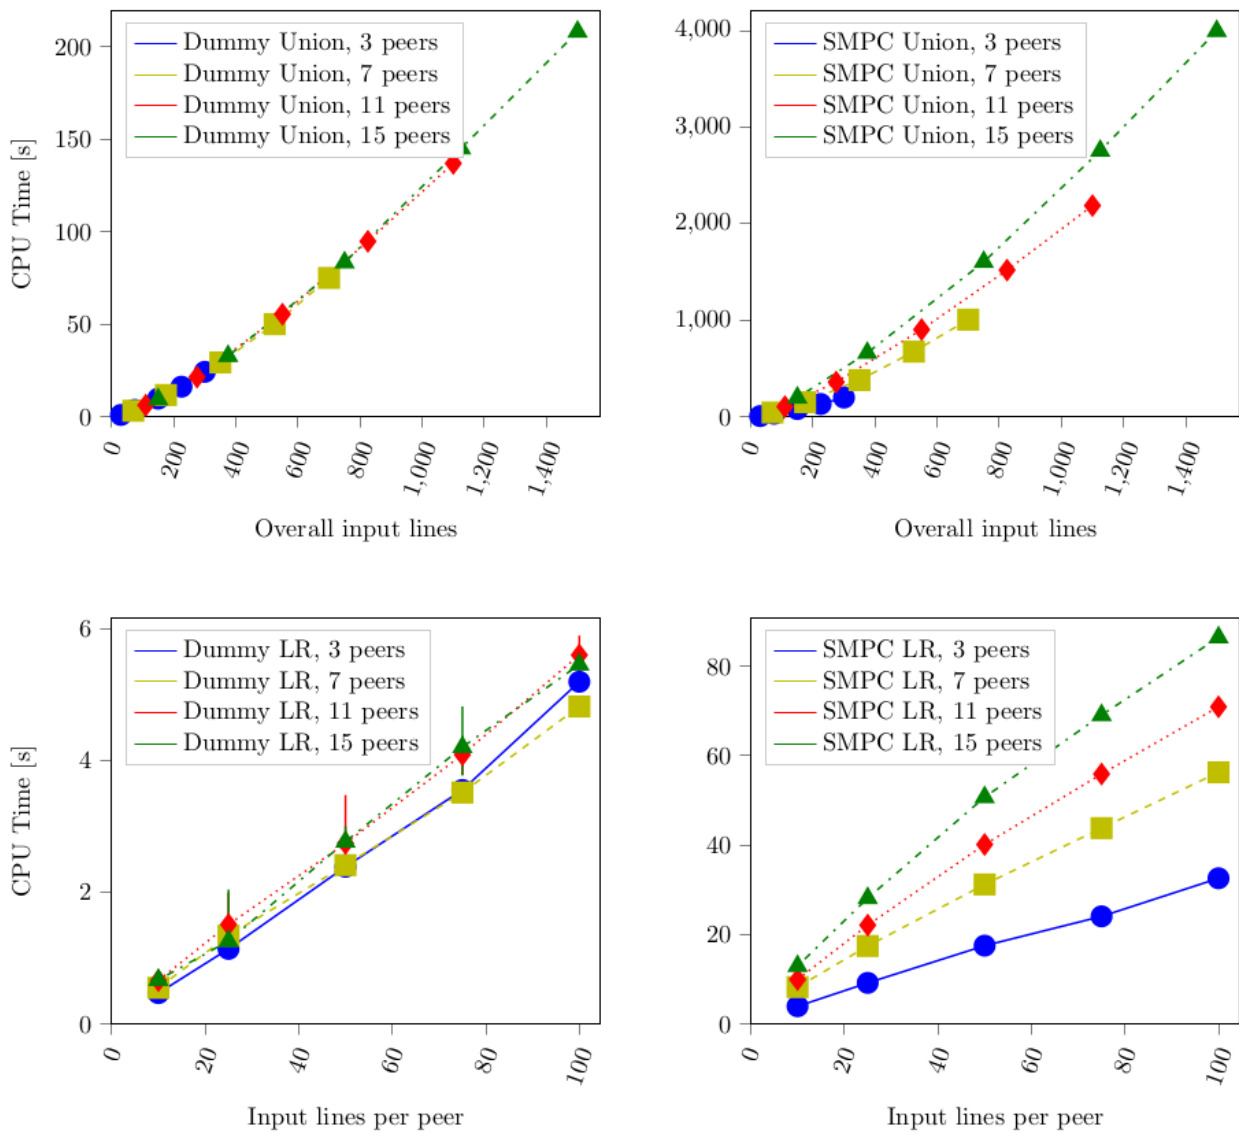 Dummy Union, 3 peers
Dummy Union, 7 peers
Dummy Union, 11 peers
Dummy Union, 15 peers
CPU Time [s]
200
150
100
50
0
0
200
400
600
800
1,000
1,200
1,400
Overall input lines
SMPC Union, 3 peers
SMPC Union, 7 peers
SMPC Union, 11 peers
SMPC Union, 15 peers
4,000
3,000
2,000
1,000
0
0
200
400
600
800
1,000
1,200
1,400
Overall input lines
Dummy LR, 3 peers
Dummy LR, 7 peers
Dummy LR, 11 peers
Dummy LR, 15 peers
CPU Time [s]
6
4
2
0
0
20
40
60
80
100
Input lines per peer
SMPC LR, 3 peers
SMPC LR, 7 peers
SMPC LR, 11 peers
SMPC LR, 15 peers
80
60
40
20
0
0
20
40
60
80
100
Input lines per peer